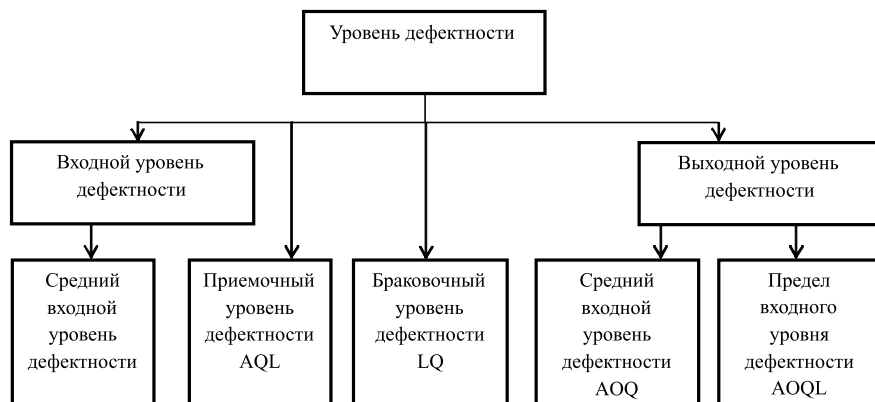 Уровень дефектности
Входной уровень
дефектности
Выходной уровень
дефектности
Средний
входной
уровень
дефектности
Приемочный
уровень
дефектности
AQL
Браковочный
уровень
дефектности
LQ
Средний
входной
уровень
дефектности
AOQ
Предел
входного
уровня
дефектности
AOQL